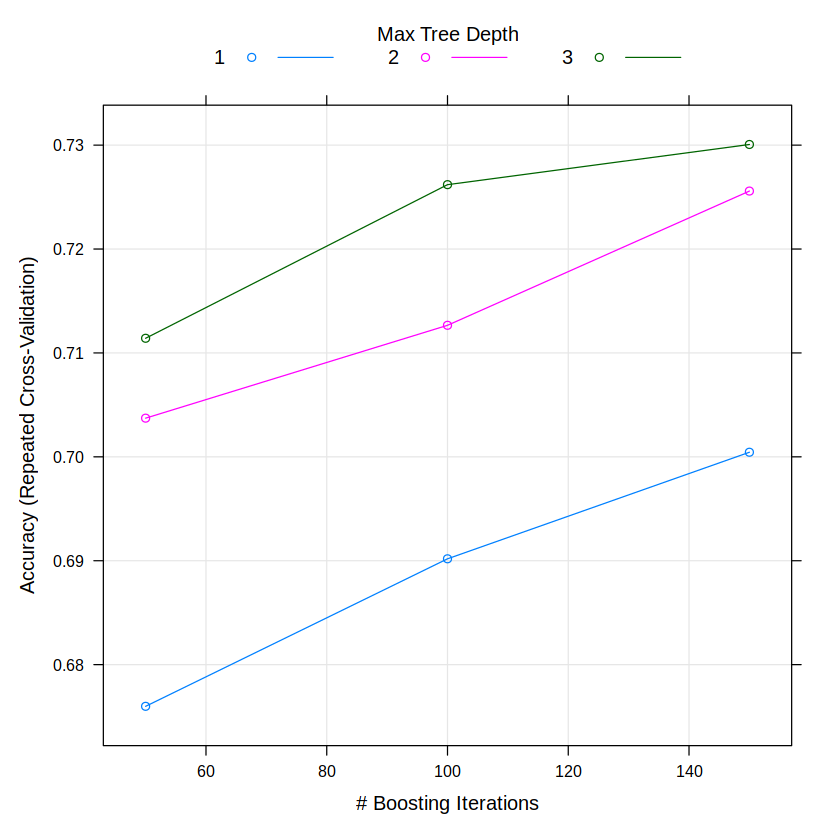 Max Tree Depth
1 2 3
0.73
0.72
0.71
0.70
0.69
0.68
Accuracy (Repeated Cross-Validation)
60 80 100 120 140
# Boosting Iterations